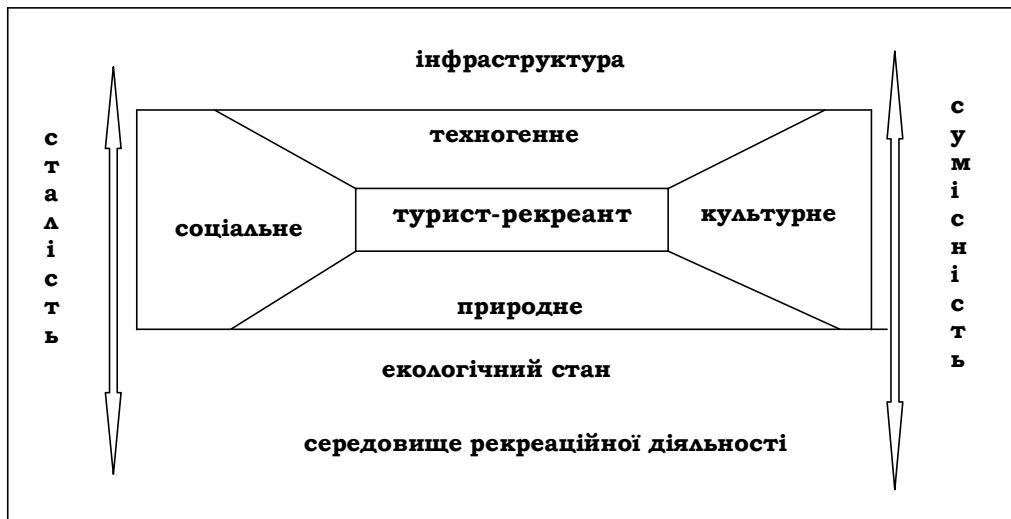 інфраструктура
сталість
сумісність
техногенне
соціальне
турист-рекреант
культурне
природне
екологічний стан
середовище рекреаційної діяльності